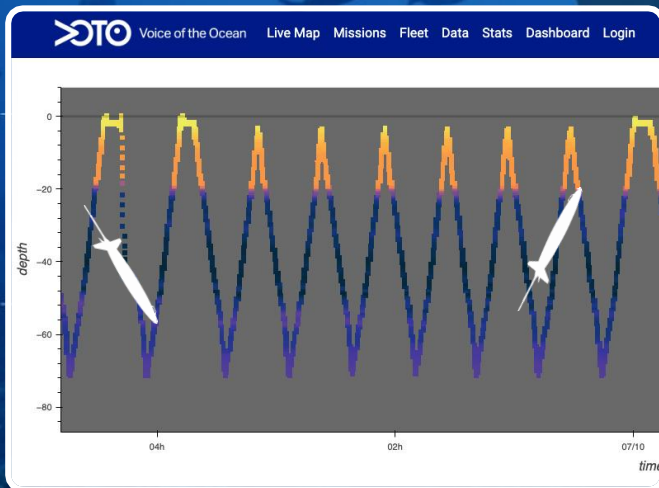 VOTO Voice of the Ocean Live Map Missions Fleet Data Stats Dashboard Login
0
−20
−40
−60
−80
depth
04h 02h 07/10
time